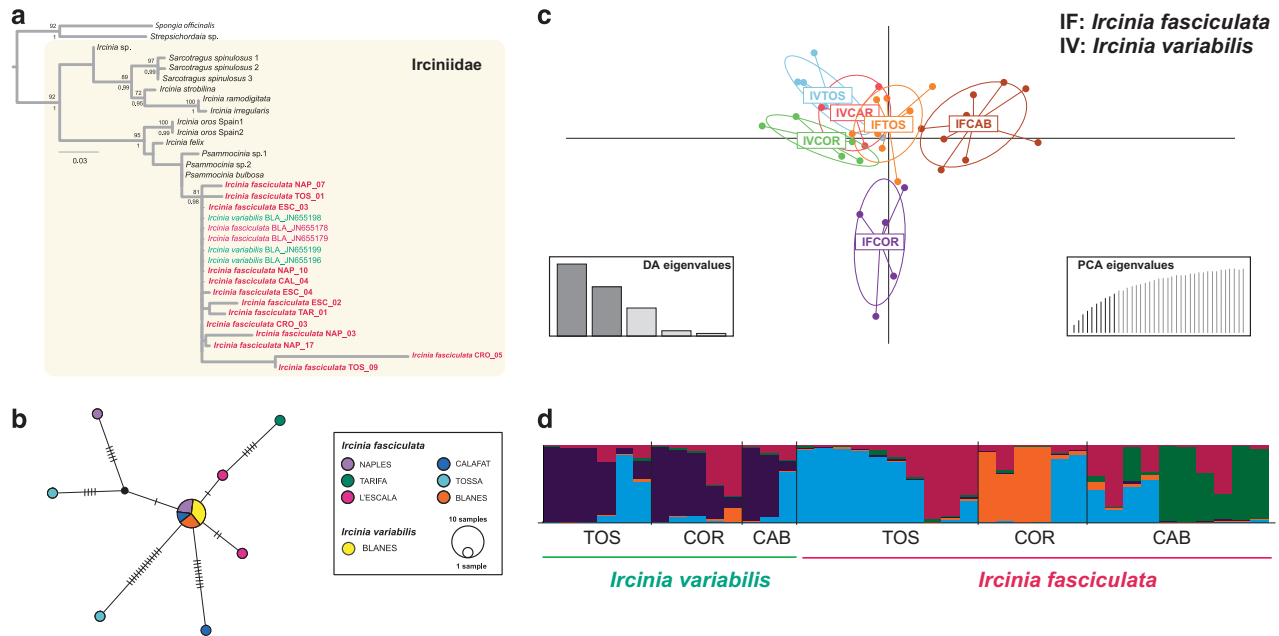 a
92
1
Spongia officinalis
Strepsichordaia sp.
Irciniidae
Ircinia sp.
97
0,99
Sarcotragus spinulosus 1
Sarcotragus spinulosus 2
Sarcotragus spinulosus 3
89
0,99
72
0,95
Ircinia strobilina
Ircinia ramodigitata
100
1
Ircinia irregularis
92
1
100
0,99
Ircinia oros Spain1
Ircinia oros Spain2
95
1
Ircinia felix
0.03
Psammocinia sp.1
Psammocinia sp.2
Psammocinia bulbosa
81
0,98
Ircinia fasciculata NAP_07
Ircinia fasciculata TOS_01
Ircinia fasciculata ESC_03
Ircinia variabilis BLA_JN655198
Ircinia fasciculata BLA_JN655178
Ircinia fasciculata BLA_JN655179
Ircinia variabilis BLA_JN655199
Ircinia variabilis BLA_JN655196
Ircinia fasciculata NAP_10
Ircinia fasciculata CAL_04
Ircinia fasciculata ESC_04
Ircinia fasciculata ESC_02
Ircinia fasciculata TAR_01
Ircinia fasciculata CRO_03
Ircinia fasciculata NAP_03
Ircinia fasciculata NAP_17
Ircinia fasciculata CRO_05
Ircinia fasciculata TOS_09
b
Ircinia fasciculata
NAPLES
CALAFAT
TARIFA
TOSSA
L'ESCALA
BLANES
Ircinia variabilis
BLANES
10 samples
1 sample
c
IF: Ircinia fasciculata
IV: Ircinia variabilis
IVTOS
IVCAR
IFTOS
IFCAB
IVCOR
IFCOR
DA eigenvalues
PCA eigenvalues
d
TOS
COR
CAB
TOS
COR
CAB
Ircinia variabilis
Ircinia fasciculata